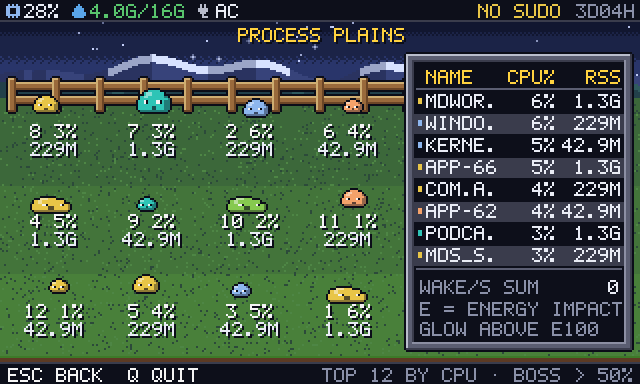 28% 4.0G/16G AC NO SUDO 3D04H
PROCESS PLAINS
NAME CPU% RSS
MDWOR. 6% 1.3G
WINDO. 6% 229M
KERNE. 5% 42.9M
APP-66 5% 1.3G
COM.A. 4% 229M
APP-62 4% 42.9M
PODCA. 3% 1.3G
MDS_S. 3% 229M
WAKE/S SUM 0
E = ENERGY IMPACT
GLOW ABOVE E100
8 3% 7 3% 2 6% 6 4%
229M 1.3G 229M 42.9M
4 5% 9 2% 10 2% 11 1%
1.3G 42.9M 1.3G 229M
12 1% 5 4% 3 5% 1 6%
42.9M 229M 42.9M 1.3G
ESC BACK Q QUIT TOP 12 BY CPU · BOSS > 50%